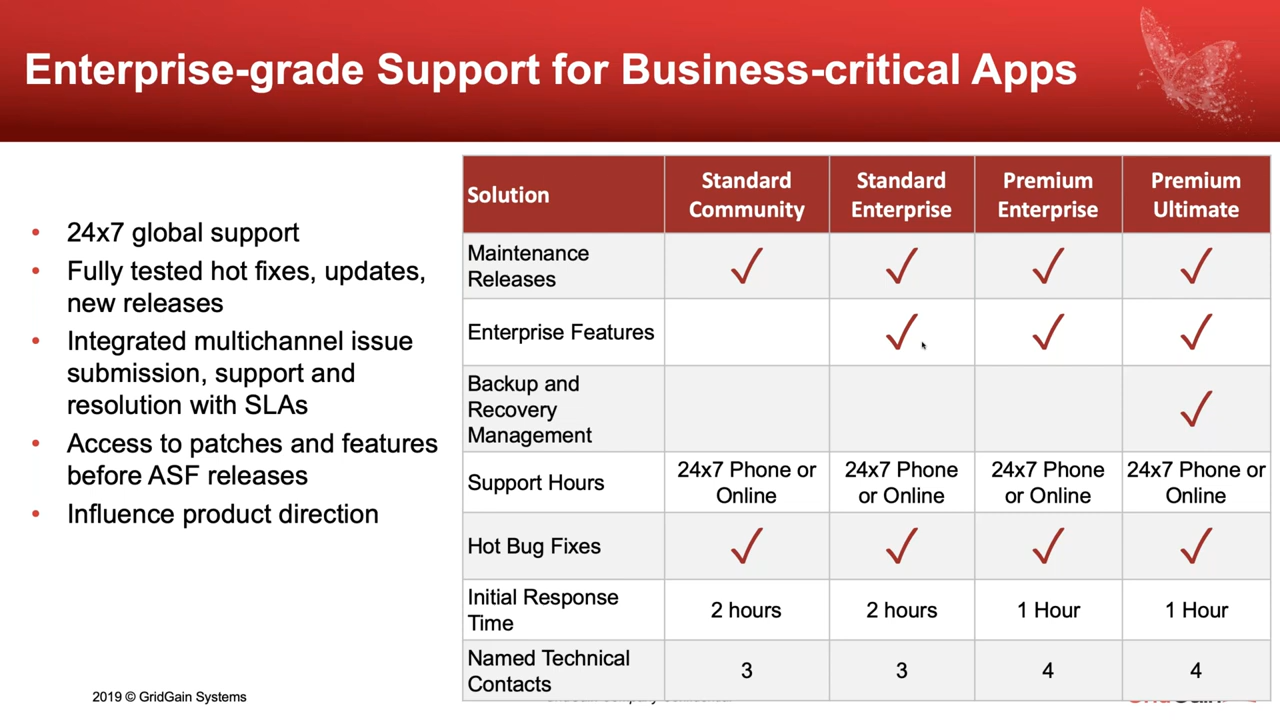 Enterprise-grade Support for Business-critical Apps
• 24x7 global support
• Fully tested hot fixes, updates,
new releases
• Integrated multichannel issue
submission, support and
resolution with SLAs
• Access to patches and features
before ASF releases
• Influence product direction
Solution
Standard
Community
Standard
Enterprise
Premium
Enterprise
Premium
Ultimate
Maintenance
Releases
✓ ✓ ✓ ✓
Enterprise Features
✓ ✓ ✓
Backup and
Recovery
Management
✓
Support Hours
24x7 Phone or
Online
24x7 Phone
or Online
24x7 Phone
or Online
24x7 Phone or
Online
Hot Bug Fixes
✓ ✓ ✓ ✓
Initial Response
Time
2 hours
2 hours
1 Hour
1 Hour
Named Technical
Contacts
3
3
4
4
2019 © GridGain Systems